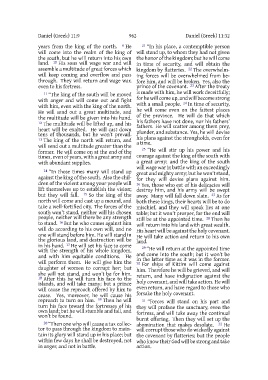 Daniel (Greek) 11:9 962 Daniel (Greek) 11:32
years from the king of the north. ⁹ He
will come into the realm of the king of
the south, but he will return into his own
land. ¹⁰ His sons will wage war and will
assemble a multitude of great forces which
will keep coming and overflow and pass
through. They will return and wage war,
even to his fortress.
¹¹ “The king of the south will be moved
with anger and will come out and fight
with him, even with the king of the north.
He will send out a great multitude, and
the multitude will be given into his hand.
¹² The multitude will be lifted up, and his
heart will be exalted. He will cast down
tens of thousands, but he won’t prevail.
¹³ The king of the north will return, and
will send out a multitude greater than the
former. He will come on at the end of the
times, even of years, with a great army and
with abundant supplies.
¹⁴ “In those times many will stand up
against the king of the south. Also the chil-
dren of the violent among your people will
lift themselves up to establish the vision;
but they will fall. ¹⁵ So the king of the
north will come and cast up a mound, and
take a well-fortified city. The forces of the
south won’t stand, neither will his chosen
people, neither will there be any strength
to stand. ¹⁶ But he who comes against him
will do according to his own will, and no
one will stand before him. He will stand in
the glorious land, and destruction will be
in his hand. ¹⁷ He will set his face to come
with the strength of his whole kingdom,
and with him equitable conditions. He
will perform them. He will give him the
daughter of women to corrupt her; but
she will not stand, and won’t be for him.
¹⁸ After this he will turn his face to the
islands, and will take many; but a prince
will cause the reproach offered by him to
cease. Yes, moreover, he will cause his
reproach to turn on him. ¹⁹ Then he will
turn his face toward the fortresses of his
own land; but he will stumble and fall, and
won’t be found.
²⁰ “Then one who will cause a tax collec-
tor to pass through the kingdom to main-
tain its glory will stand up in his place; but
within few days he shall be destroyed, not
in anger, and not in battle.
²¹ “In his place, a contemptible person
will stand up, to whom they had not given
the honor of the kingdom; but he will come
in time of security, and will obtain the
kingdom by flatteries. ²² The overwhelm-
ing forces will be overwhelmed from be-
fore him, and will be broken. Yes, also the
prince of the covenant. ²³ After the treaty
made with him, he will work deceitfully;
for he will come up, and will become strong
with a small people. ²⁴ In time of security,
he will come even on the fattest places
of the province. He will do that which
his fathers have not done, nor his fathers’
fathers. He will scatter among them prey,
plunder, and substance. Yes, he will devise
his plans against the strongholds, even for
a time.
²⁵ “He will stir up his power and his
courage against the king of the south with
a great army; and the king of the south
will wage war in battle with an exceedingly
great and mighty army; but he won’t stand,
for they will devise plans against him.
²⁶ Yes, those who eat of his delicacies will
destroy him, and his army will be swept
away. Many will fall down slain. ²⁷ As for
both these kings, their hearts will be to do
mischief, and they will speak lies at one
table; but it won’t prosper, for the end will
still be at the appointed time. ²⁸ Then he
will return into his land with great wealth.
His heart will be against the holy covenant.
He will take action, and return to his own
land.
²⁹ “He will return at the appointed time
and come into the south; but it won’t be
in the latter time as it was in the former.
³⁰ For ships of Kittim will come against
him. Therefore he will be grieved, and will
return, and have indignation against the
holy covenant, and will take action. He will
even return, and have regard to those who
forsake the holy covenant.
³¹ “Forces will stand on his part and
they will profane the sanctuary, even the
fortress, and will take away the continual
burnt offering. Then they will set up the
abomination that makes desolate. ³² He
will corrupt those who do wickedly against
the covenant by flatteries; but the people
who know their God will be strong and take
action.